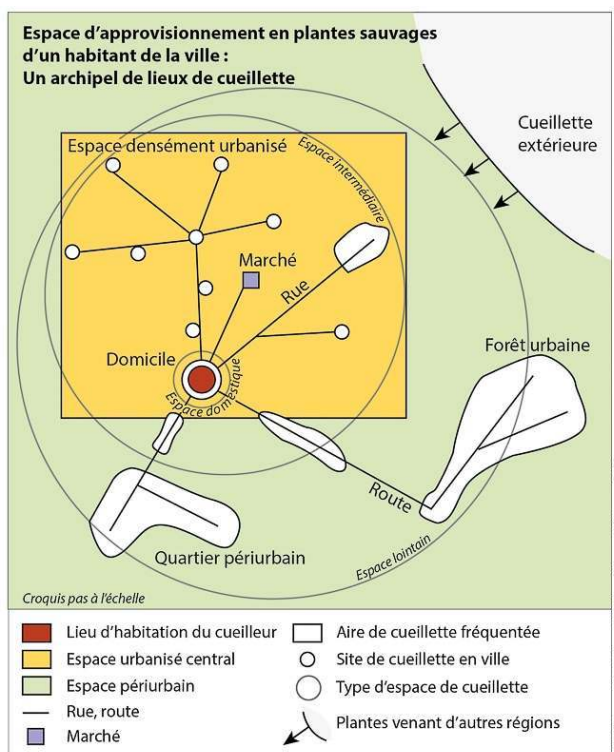 Espace d'approvisionnement en plantes sauvages
d'un habitant de la ville :
Un archipel de lieux de cueillette
Cueillette
extérieure
Espace densément urbanisé
Espace intermédiaire
Marché
Rue
Domicile
Espace domestique
Forêt urbaine
Route
Quartier périurbain
Espace lointain
Croquis pas à l'échelle
Lieu d'habitation du cueilleur
Espace urbanisé central
Espace périurbain
Rue, route
Marché
Aire de cueillette fréquentée
Site de cueillette en ville
Type d'espace de cueillette
Plantes venant d'autres régions